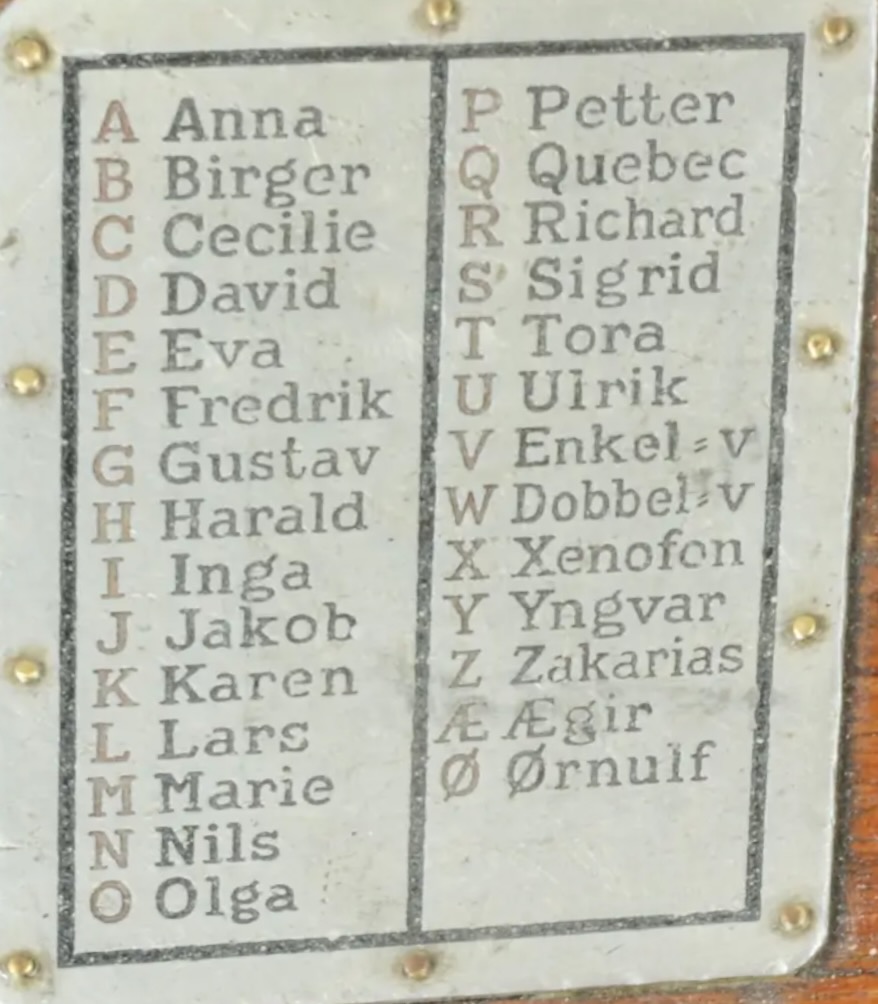 A Anna
B Birger
C Cecilie
D David
E Eva
F Fredrik
G Gustav
H Harald
I Inga
J Jakob
K Karen
L Lars
M Marie
N Nils
O Olga
P Petter
Q Quebec
R Richard
S Sigrid
T Tora
U Ulrik
V Enkel=v
W Dobbel=v
X Xenofon
Y Yngvar
Z Zakarias
Æ Ægir
Ø Ørnulf